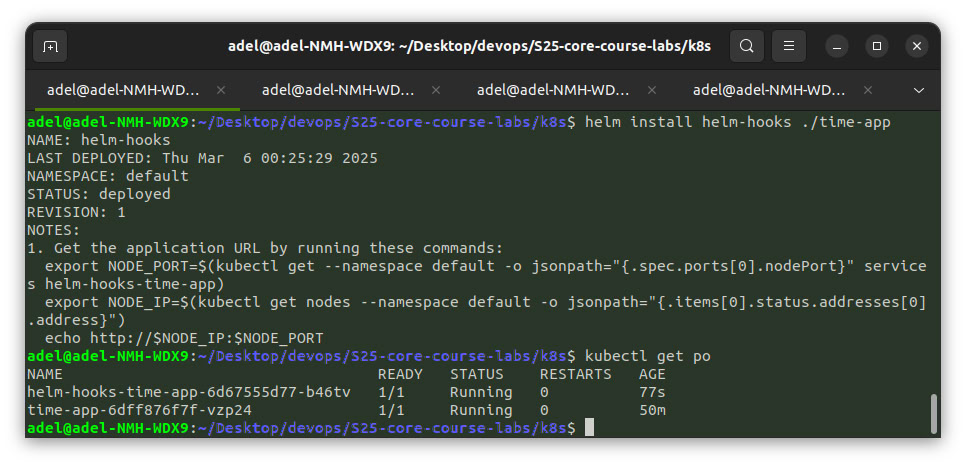 adel@adel-NMH-WDX9: ~/Desktop/devops/S25-core-course-labs/k8s
adel@adel-NMH-WD... adel@adel-NMH-WD... adel@adel-NMH-WD... adel@adel-NMH-WD...
adel@adel-NMH-WDX9:~/Desktop/devops/S25-core-course-labs/k8s$ helm install helm-hooks ./time-app
NAME: helm-hooks
LAST DEPLOYED: Thu Mar  6 00:25:29 2025
NAMESPACE: default
STATUS: deployed
REVISION: 1
NOTES:
1. Get the application URL by running these commands:
  export NODE_PORT=$(kubectl get --namespace default -o jsonpath="{.spec.ports[0].nodePort}" service
s helm-hooks-time-app)
  export NODE_IP=$(kubectl get nodes --namespace default -o jsonpath="{.items[0].status.addresses[0]
.address}")
  echo http://$NODE_IP:$NODE_PORT
adel@adel-NMH-WDX9:~/Desktop/devops/S25-core-course-labs/k8s$ kubectl get po
NAME                                   READY   STATUS    RESTARTS   AGE
helm-hooks-time-app-6d67555d77-b46tv   1/1     Running   0          77s
time-app-6dff876f7f-vzp24              1/1     Running   0          50m
adel@adel-NMH-WDX9:~/Desktop/devops/S25-core-course-labs/k8s$